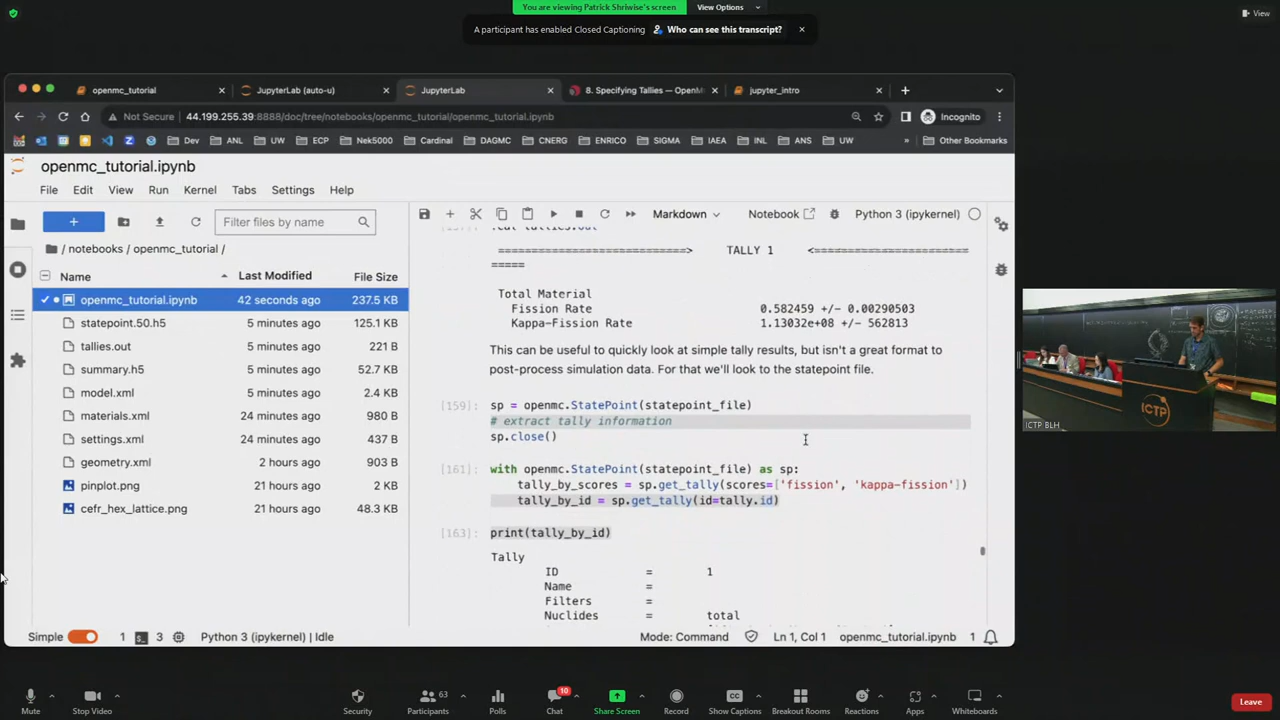 You are viewing Patrick Shriwise's screen View Options
View
A participant has enabled Closed Captioning Who can see this transcript?
openmc_tutorial JupyterLab (auto-u) JupyterLab 8. Specifying Tallies — OpenM jupyter_intro
Not Secure 44.199.255.39:8888/doc/tree/notebooks/openmc_tutorial/openmc_tutorial.ipynb Incognito
Dev ANL UW ECP Nek5000 Cardinal DAGMC CNERG ENRICO SIGMA IAEA INL ANS UW » Other Bookmarks
openmc_tutorial.ipynb
File Edit View Run Kernel Tabs Settings Help
Filter files by name
Markdown Notebook Python 3 (ipykernel)
/ notebooks / openmc_tutorial /
Name Last Modified File Size
openmc_tutorial.ipynb 42 seconds ago 237.5 KB
statepoint.50.h5 5 minutes ago 125.1 KB
tallies.out 5 minutes ago 221 B
summary.h5 5 minutes ago 52.7 KB
model.xml 5 minutes ago 2.4 KB
materials.xml 24 minutes ago 980 B
settings.xml 24 minutes ago 437 B
geometry.xml 2 hours ago 903 B
pinplot.png 21 hours ago 2 KB
cefr_hex_lattice.png 21 hours ago 48.3 KB
============================> TALLY 1 <=======================
=====
Total Material
Fission Rate 0.582459 +/- 0.00290503
Kappa-Fission Rate 1.13032e+08 +/- 562813
This can be useful to quickly look at simple tally results, but isn't a great format to
post-process simulation data. For that we'll look to the statepoint file.
[159]: sp = openmc.StatePoint(statepoint_file)
# extract tally information
sp.close()
[161]: with openmc.StatePoint(statepoint_file) as sp:
tally_by_scores = sp.get_tally(scores=['fission', 'kappa-fission'])
tally_by_id = sp.get_tally(id=tally.id)
[163]: print(tally_by_id)
Tally
ID = 1
Name =
Filters =
Nuclides = total
Simple 1 3 Python 3 (ipykernel) | Idle Mode: Command Ln 1, Col 1 openmc_tutorial.ipynb 1
ICTP
ICTP BLH
63
10
Mute Stop Video Security Participants Polls Chat Share Screen Record Show Captions Breakout Rooms Reactions Apps Whiteboards Leave